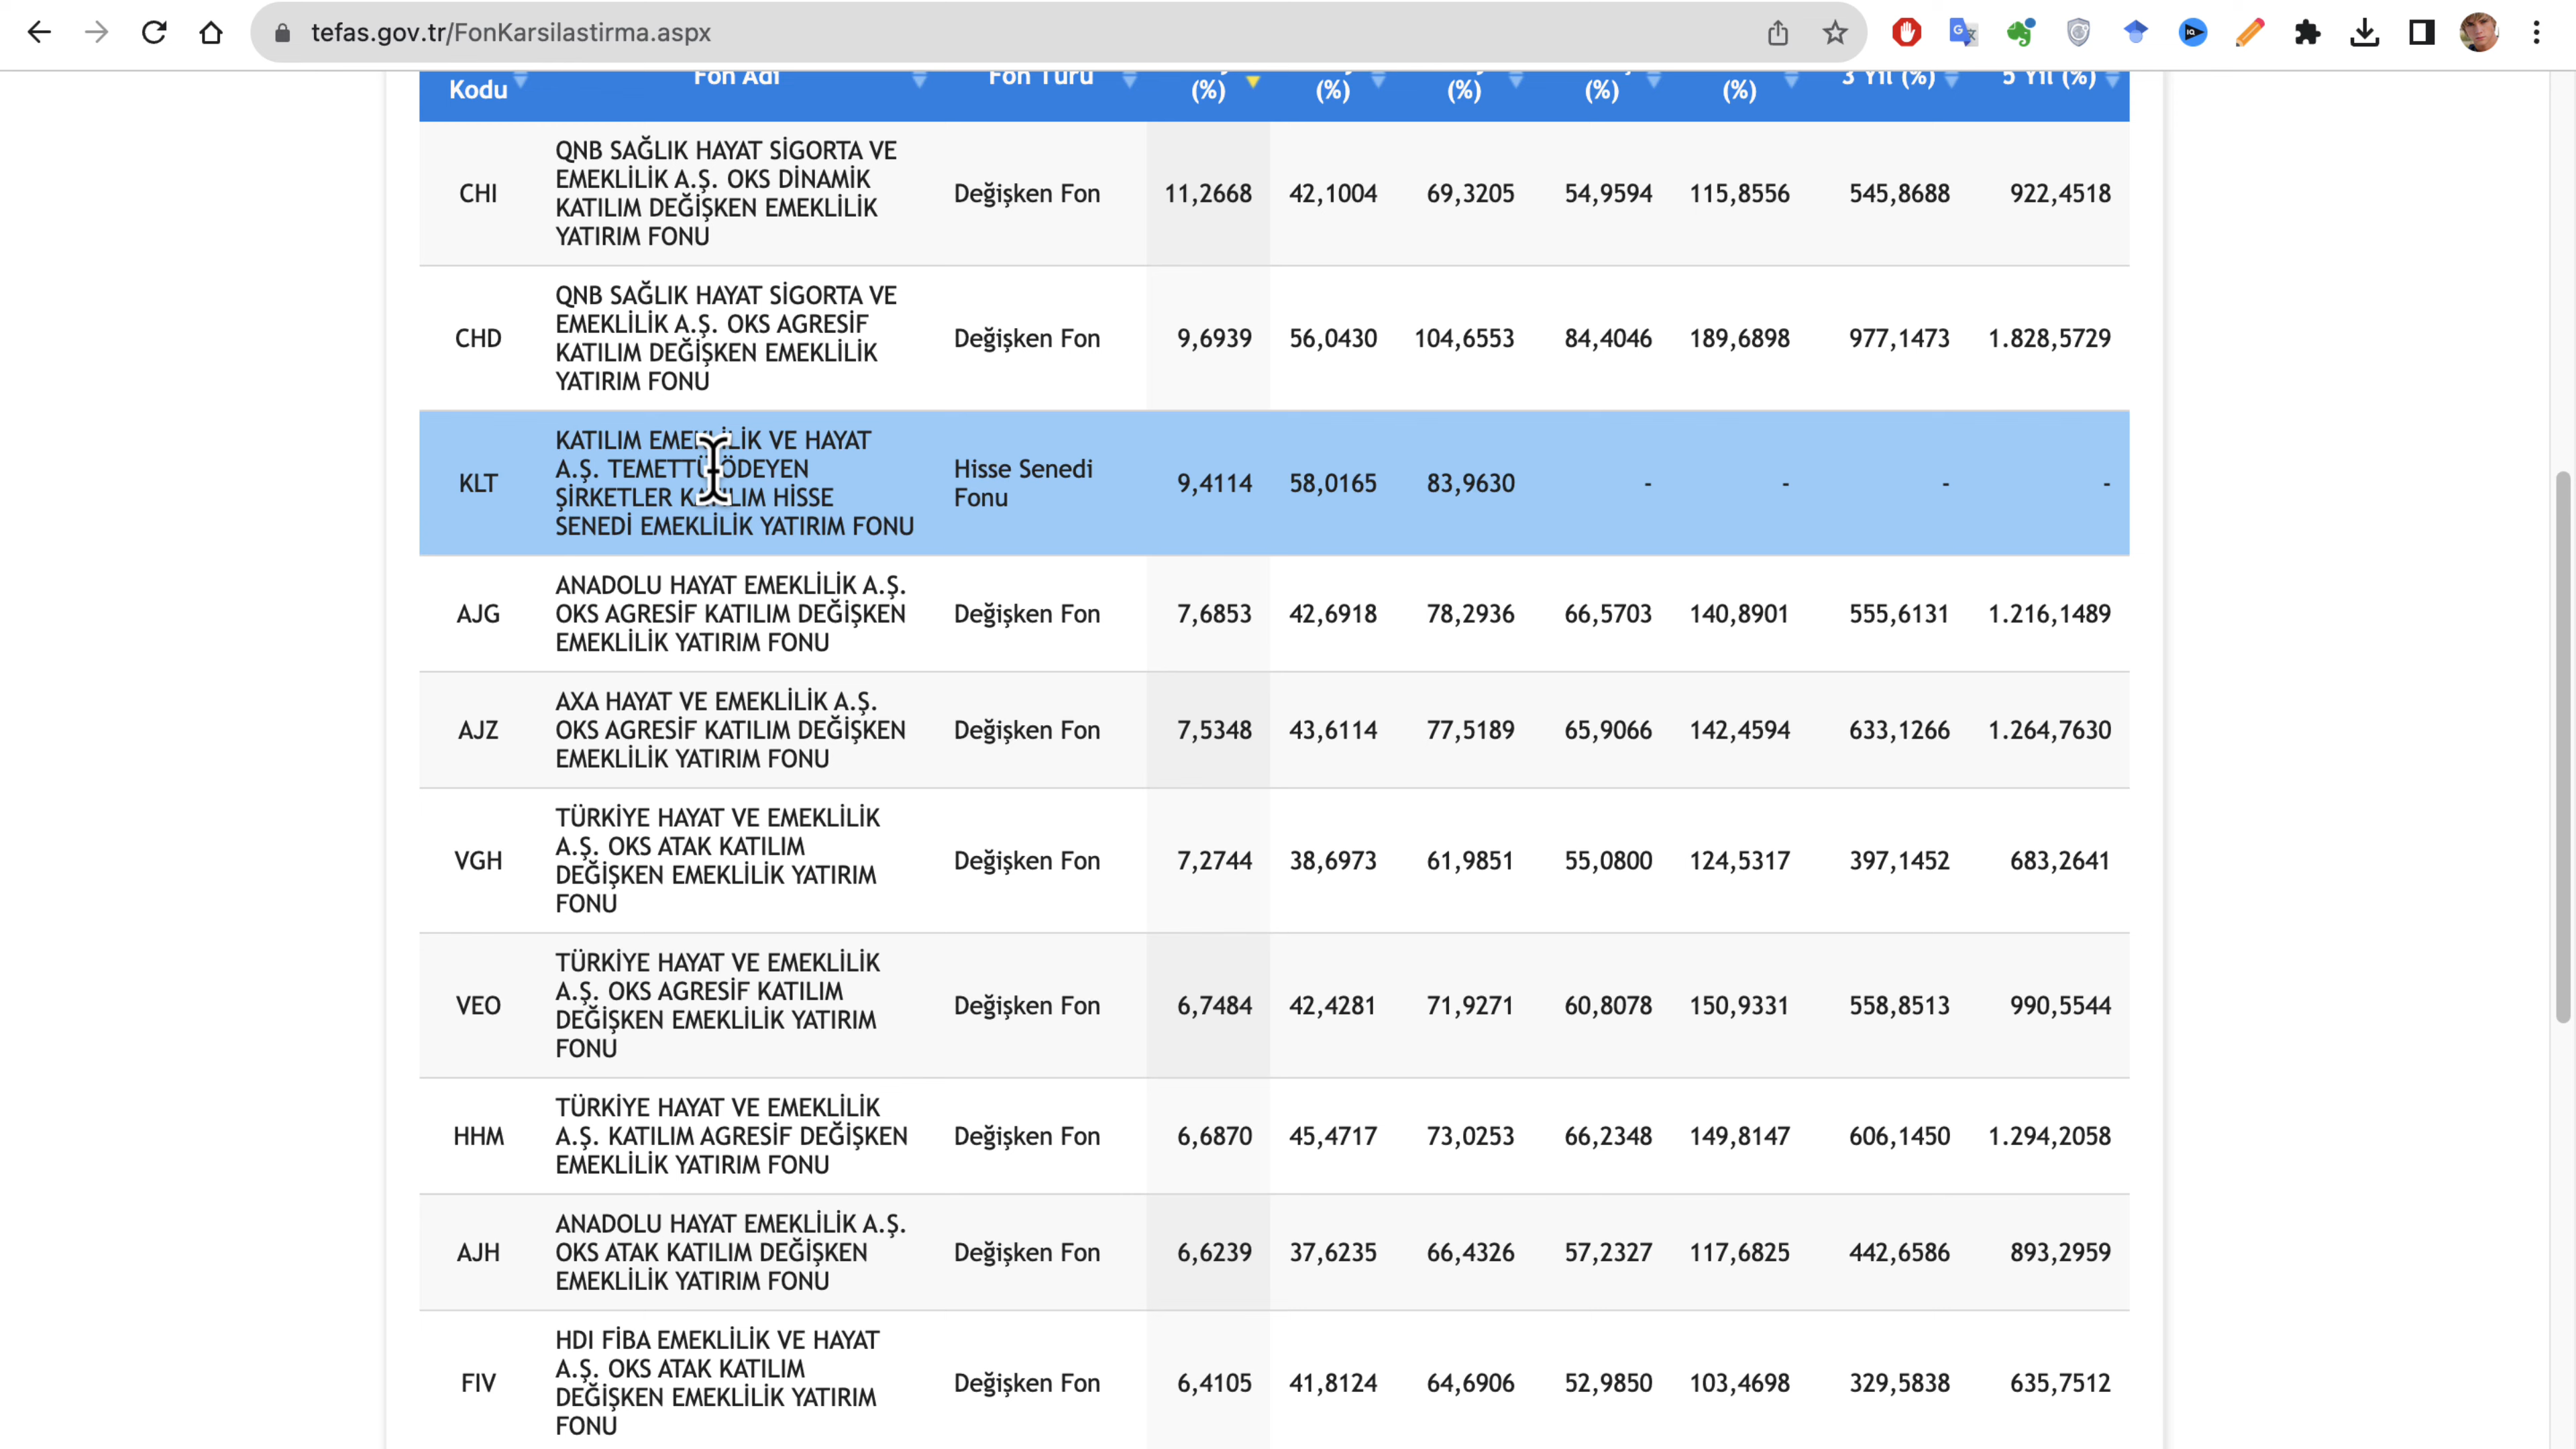 tefas.gov.tr/FonKarsilastirma.aspx
Kodu Fon Adı Fon Türü (%) (%) (%) (%) (%) 3 Yıl (%) 5 Yıl (%)
QNB SAĞLIK HAYAT SİGORTA VE
EMEKLİLİK A.Ş. OKS DİNAMİK
KATILIM DEĞİŞKEN EMEKLİLİK
YATIRIM FONU
CHI Değişken Fon 11,2668 42,1004 69,3205 54,9594 115,8556 545,8688 922,4518
QNB SAĞLIK HAYAT SİGORTA VE
EMEKLİLİK A.Ş. OKS AGRESİF
KATILIM DEĞİŞKEN EMEKLİLİK
YATIRIM FONU
CHD Değişken Fon 9,6939 56,0430 104,6553 84,4046 189,6898 977,1473 1.828,5729
KATILIM EMEKLİLİK VE HAYAT
A.Ş. TEMETTÜ ÖDEYEN
ŞİRKETLER KATILIM HİSSE
SENEDİ EMEKLİLİK YATIRIM FONU
KLT Hisse Senedi
Fonu
9,4114 58,0165 83,9630 - - - -
ANADOLU HAYAT EMEKLİLİK A.Ş.
OKS AGRESİF KATILIM DEĞİŞKEN
EMEKLİLİK YATIRIM FONU
AJG Değişken Fon 7,6853 42,6918 78,2936 66,5703 140,8901 555,6131 1.216,1489
AXA HAYAT VE EMEKLİLİK A.Ş.
OKS AGRESİF KATILIM DEĞİŞKEN
EMEKLİLİK YATIRIM FONU
AJZ Değişken Fon 7,5348 43,6114 77,5189 65,9066 142,4594 633,1266 1.264,7630
TÜRKİYE HAYAT VE EMEKLİLİK
A.Ş. OKS ATAK KATILIM
DEĞİŞKEN EMEKLİLİK YATIRIM
FONU
VGH Değişken Fon 7,2744 38,6973 61,9851 55,0800 124,5317 397,1452 683,2641
TÜRKİYE HAYAT VE EMEKLİLİK
A.Ş. OKS AGRESİF KATILIM
DEĞİŞKEN EMEKLİLİK YATIRIM
FONU
VEO Değişken Fon 6,7484 42,4281 71,9271 60,8078 150,9331 558,8513 990,5544
TÜRKİYE HAYAT VE EMEKLİLİK
A.Ş. KATILIM AGRESİF DEĞİŞKEN
EMEKLİLİK YATIRIM FONU
HHM Değişken Fon 6,6870 45,4717 73,0253 66,2348 149,8147 606,1450 1.294,2058
ANADOLU HAYAT EMEKLİLİK A.Ş.
OKS ATAK KATILIM DEĞİŞKEN
EMEKLİLİK YATIRIM FONU
AJH Değişken Fon 6,6239 37,6235 66,4326 57,2327 117,6825 442,6586 893,2959
HDI FİBA EMEKLİLİK VE HAYAT
A.Ş. OKS ATAK KATILIM
DEĞİŞKEN EMEKLİLİK YATIRIM
FONU
FIV Değişken Fon 6,4105 41,8124 64,6906 52,9850 103,4698 329,5838 635,7512